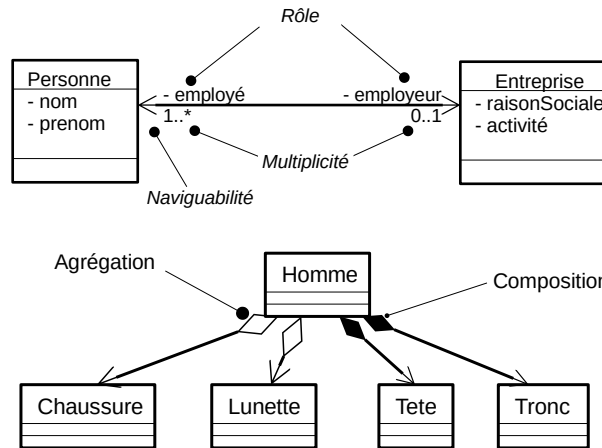 Rôle
Personne
- nom
- prenom
- employé
1..*
- employeur
0..1
Entreprise
- raisonSociale
- activité
Multiplicité
Naviguabilité
Agrégation
Homme
Composition
Chaussure
Lunette
Tete
Tronc